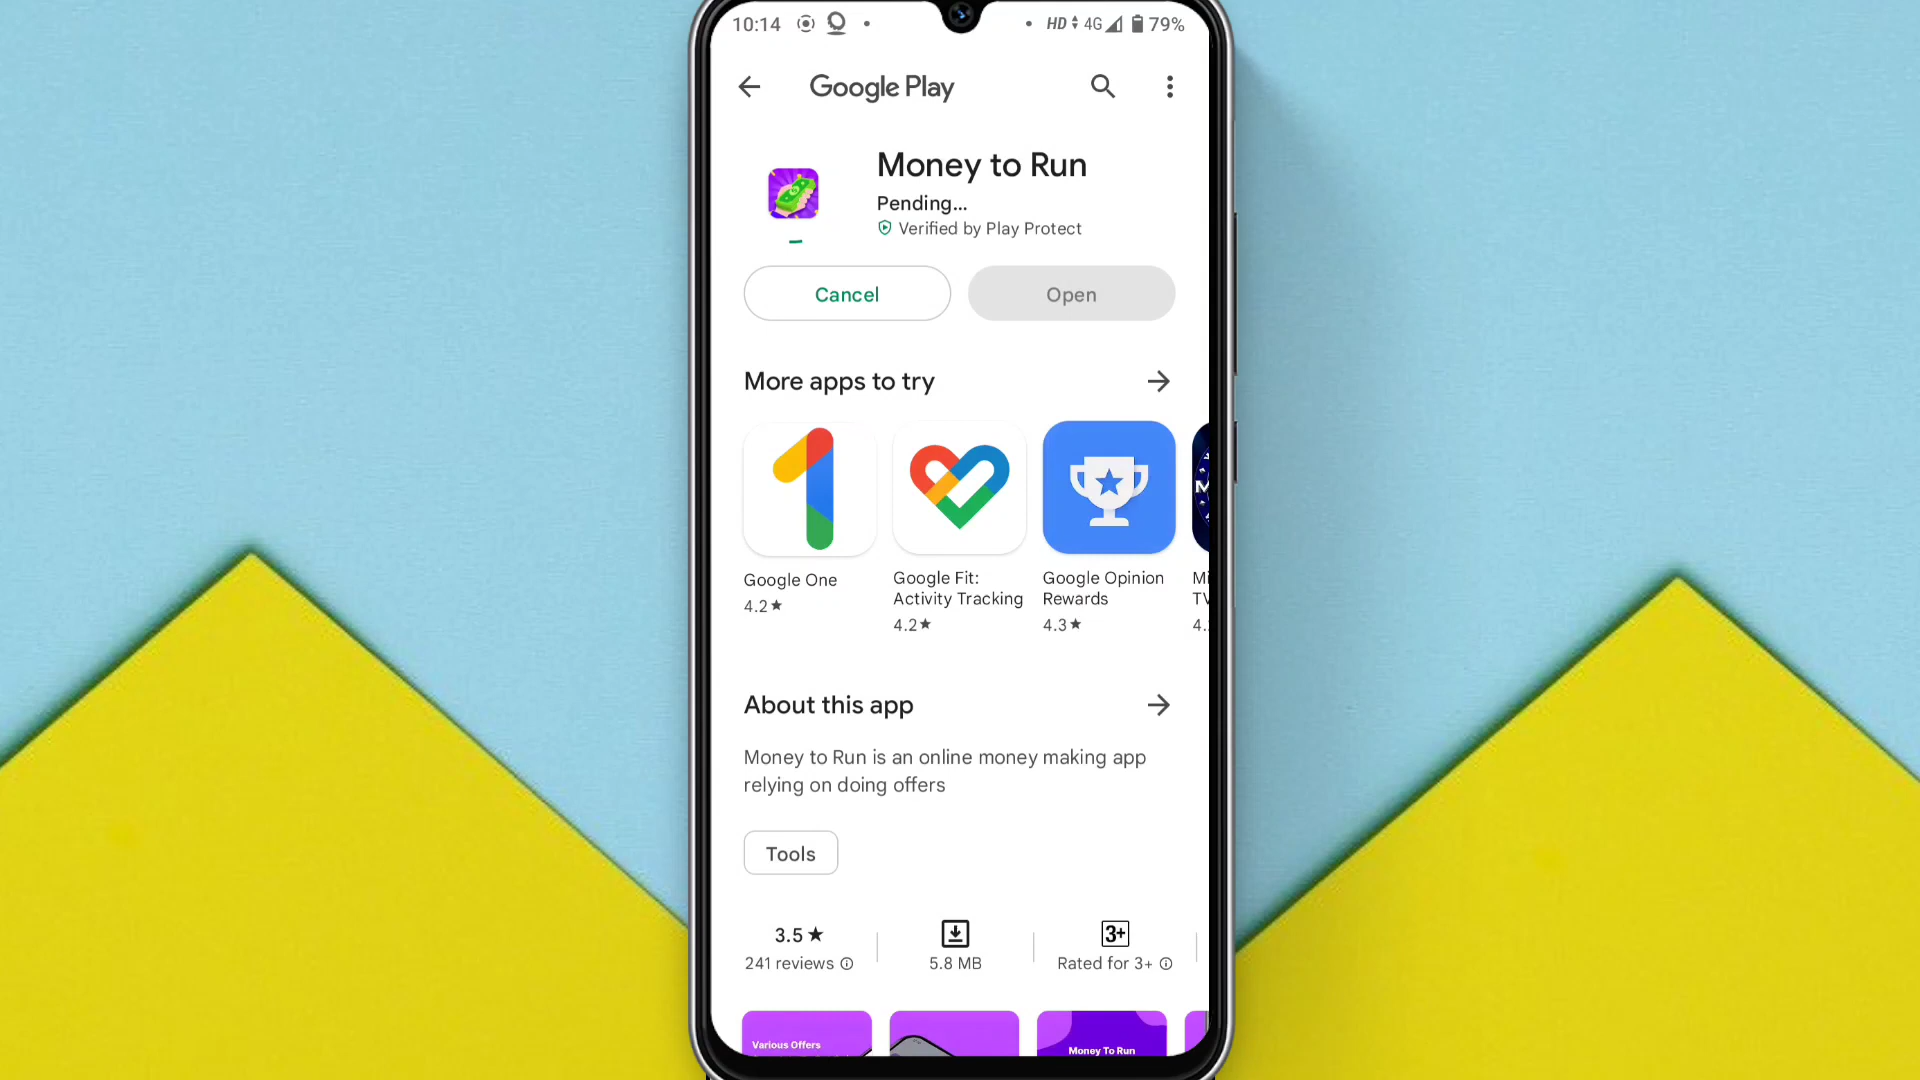 10:14 HD 4G 79%
Google Play
Money to Run
Pending...
Verified by Play Protect
Cancel Open
More apps to try
Google One
4.2★
Google Fit:
Activity Tracking
4.2★
Google Opinion
Rewards
4.3★
Mi
TV
4.
About this app
Money to Run is an online money making app
relying on doing offers
Tools
3.5★
241 reviews
5.8 MB
3+
Rated for 3+
Various Offers
Money To Run